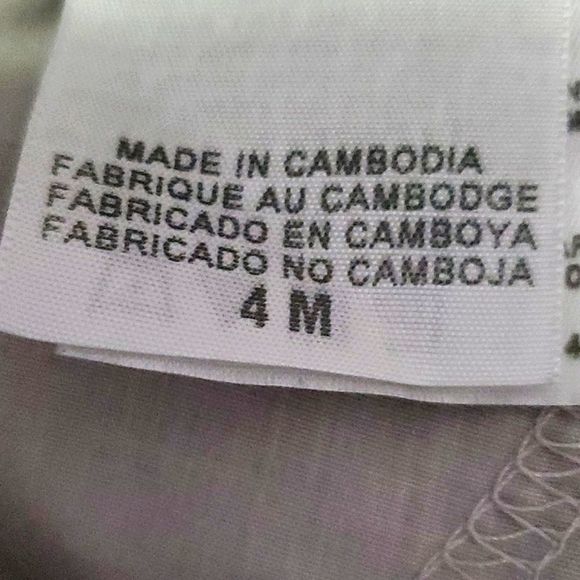 MADE IN CAMBODIA
FABRIQUE AU CAMBODGE
FABRICADO EN CAMBOYA
FABRICADO NO CAMBOJA
4 M